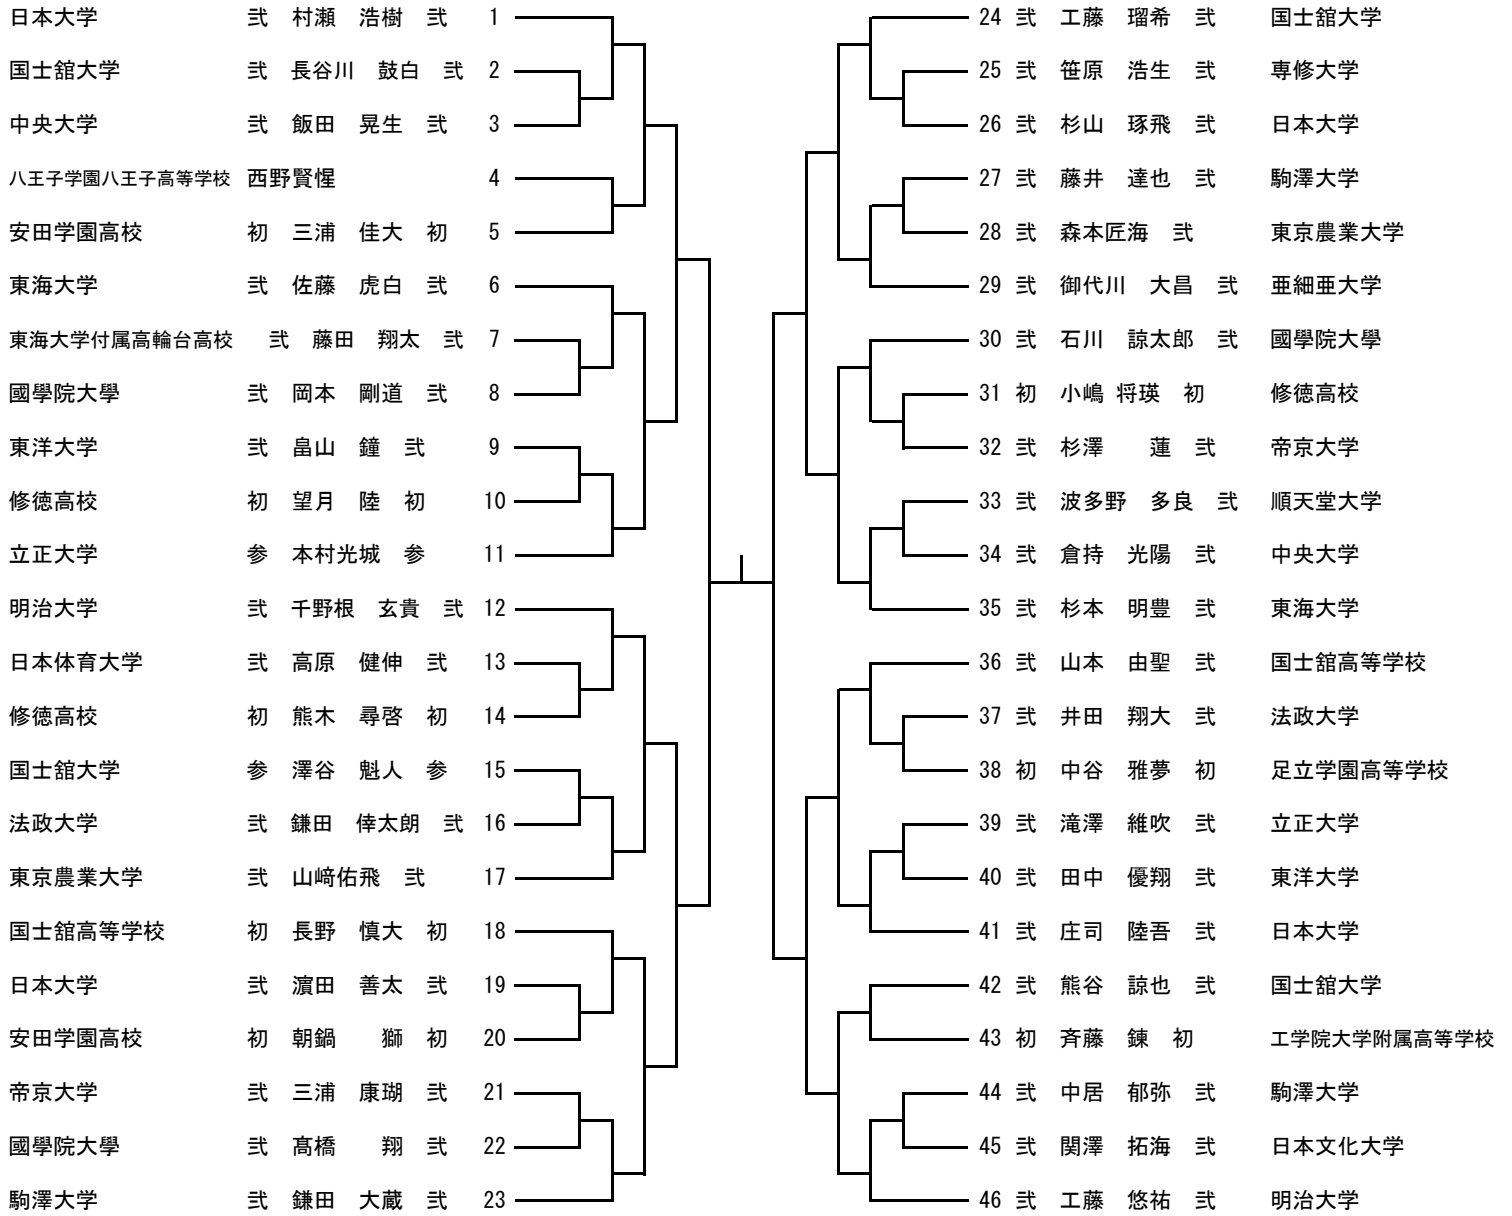 日本大学 弐 村瀬 浩樹 弐 1
国士舘大学 弐 長谷川 鼓白 弐 2
中央大学 弐 飯田 晃生 弐 3
八王子学園八王子高等学校 西野賢惺 4
安田学園高校 初 三浦 佳大 初 5
東海大学 弐 佐藤 虎白 弐 6
東海大学付属高輪台高校 弐 藤田 翔太 弐 7
國學院大學 弐 岡本 剛道 弐 8
東洋大学 弐 畠山 鐘 弐 9
修徳高校 初 望月 陸 初 10
立正大学 参 本村光城 参 11
明治大学 弐 千野根 玄貴 弐 12
日本体育大学 弐 高原 健伸 弐 13
修徳高校 初 熊木 尋啓 初 14
国士舘大学 参 澤谷 魁人 参 15
法政大学 弐 鎌田 倖太朗 弐 16
東京農業大学 弐 山﨑佑飛 弐 17
国士舘高等学校 初 長野 慎大 初 18
日本大学 弐 濵田 善太 弐 19
安田学園高校 初 朝鍋 獅 初 20
帝京大学 弐 三浦 康瑚 弐 21
國學院大學 弐 髙橋 翔 弐 22
駒澤大学 弐 鎌田 大蔵 弐 23
24 弐 工藤 瑠希 弐 国士舘大学
25 弐 笹原 浩生 弐 専修大学
26 弐 杉山 琢飛 弐 日本大学
27 弐 藤井 達也 弐 駒澤大学
28 弐 森本匠海 弐 東京農業大学
29 弐 御代川 大昌 弐 亜細亜大学
30 弐 石川 諒太郎 弐 國學院大學
31 初 小嶋 将瑛 初 修徳高校
32 弐 杉澤 蓮 弐 帝京大学
33 弐 波多野 多良 弐 順天堂大学
34 弐 倉持 光陽 弐 中央大学
35 弐 杉本 明豊 弐 東海大学
36 弐 山本 由聖 弐 国士舘高等学校
37 弐 井田 翔大 弐 法政大学
38 初 中谷 雅夢 初 足立学園高等学校
39 弐 滝澤 維吹 弐 立正大学
40 弐 田中 優翔 弐 東洋大学
41 弐 庄司 陸吾 弐 日本大学
42 弐 熊谷 諒也 弐 国士舘大学
43 初 斉藤 錬 初 工学院大学附属高等学校
44 弐 中居 郁弥 弐 駒澤大学
45 弐 関澤 拓海 弐 日本文化大学
46 弐 工藤 悠祐 弐 明治大学